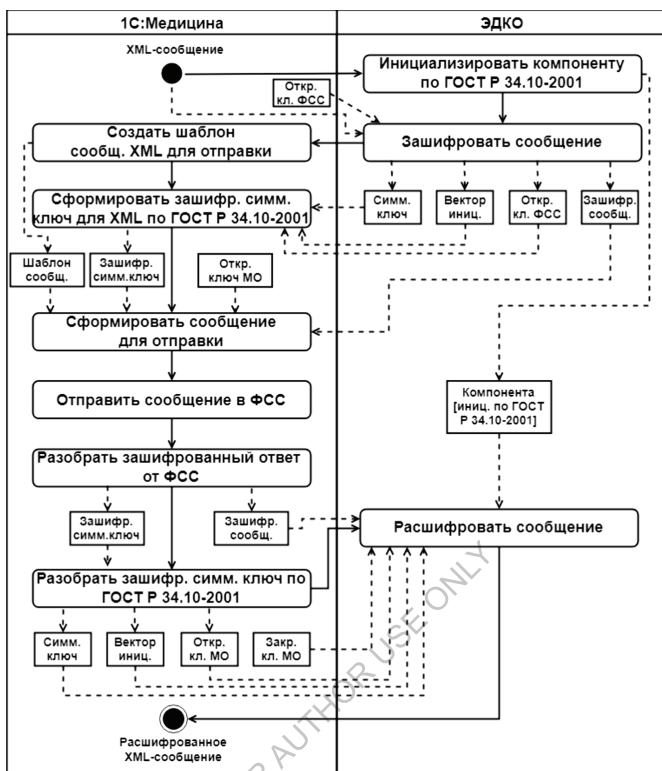 1С:Медицина
ЭДКО
XML-сообщение
Инициализировать компоненту
по ГОСТ Р 34.10-2001
Откр.
кл. ФСС
Создать шаблон
сообщ. XML для отправки
Зашифровать сообщение
Сформировать зашифр. симм.
ключ для XML по ГОСТ Р 34.10-2001
Симм.
ключ
Вектор
иниц.
Откр.
кл. ФСС
Зашифр.
сообщ.
Шаблон
сообщ.
Зашифр.
симм.ключ
Откр.
ключ МО
Сформировать сообщение
для отправки
Отправить сообщение в ФСС
Компонента
[иниц. по ГОСТ
Р 34.10-2001]
Разобрать зашифрованный ответ
от ФСС
Зашифр.
симм.ключ
Зашифр.
сообщ.
Расшифровать сообщение
Разобрать зашифр. симм. ключ по
ГОСТ Р 34.10-2001
Симм.
ключ
Вектор
иниц.
Откр.
кл. МО
Закр.
кл. МО
Расшифрованное
XML-сообщение
AUTHOR USE ONLY